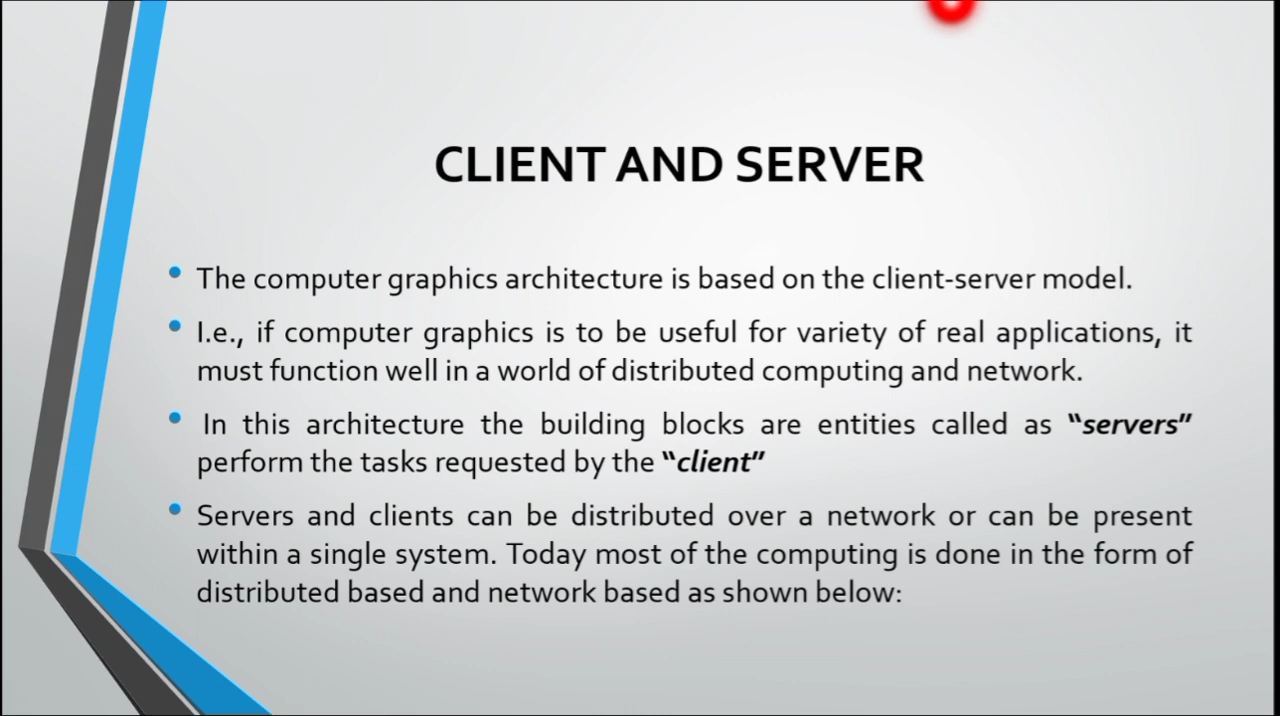 CLIENT AND SERVER
• The computer graphics architecture is based on the client-server model.
• I.e., if computer graphics is to be useful for variety of real applications, it
must function well in a world of distributed computing and network.
• In this architecture the building blocks are entities called as “servers”
perform the tasks requested by the “client”
• Servers and clients can be distributed over a network or can be present
within a single system. Today most of the computing is done in the form of
distributed based and network based as shown below: